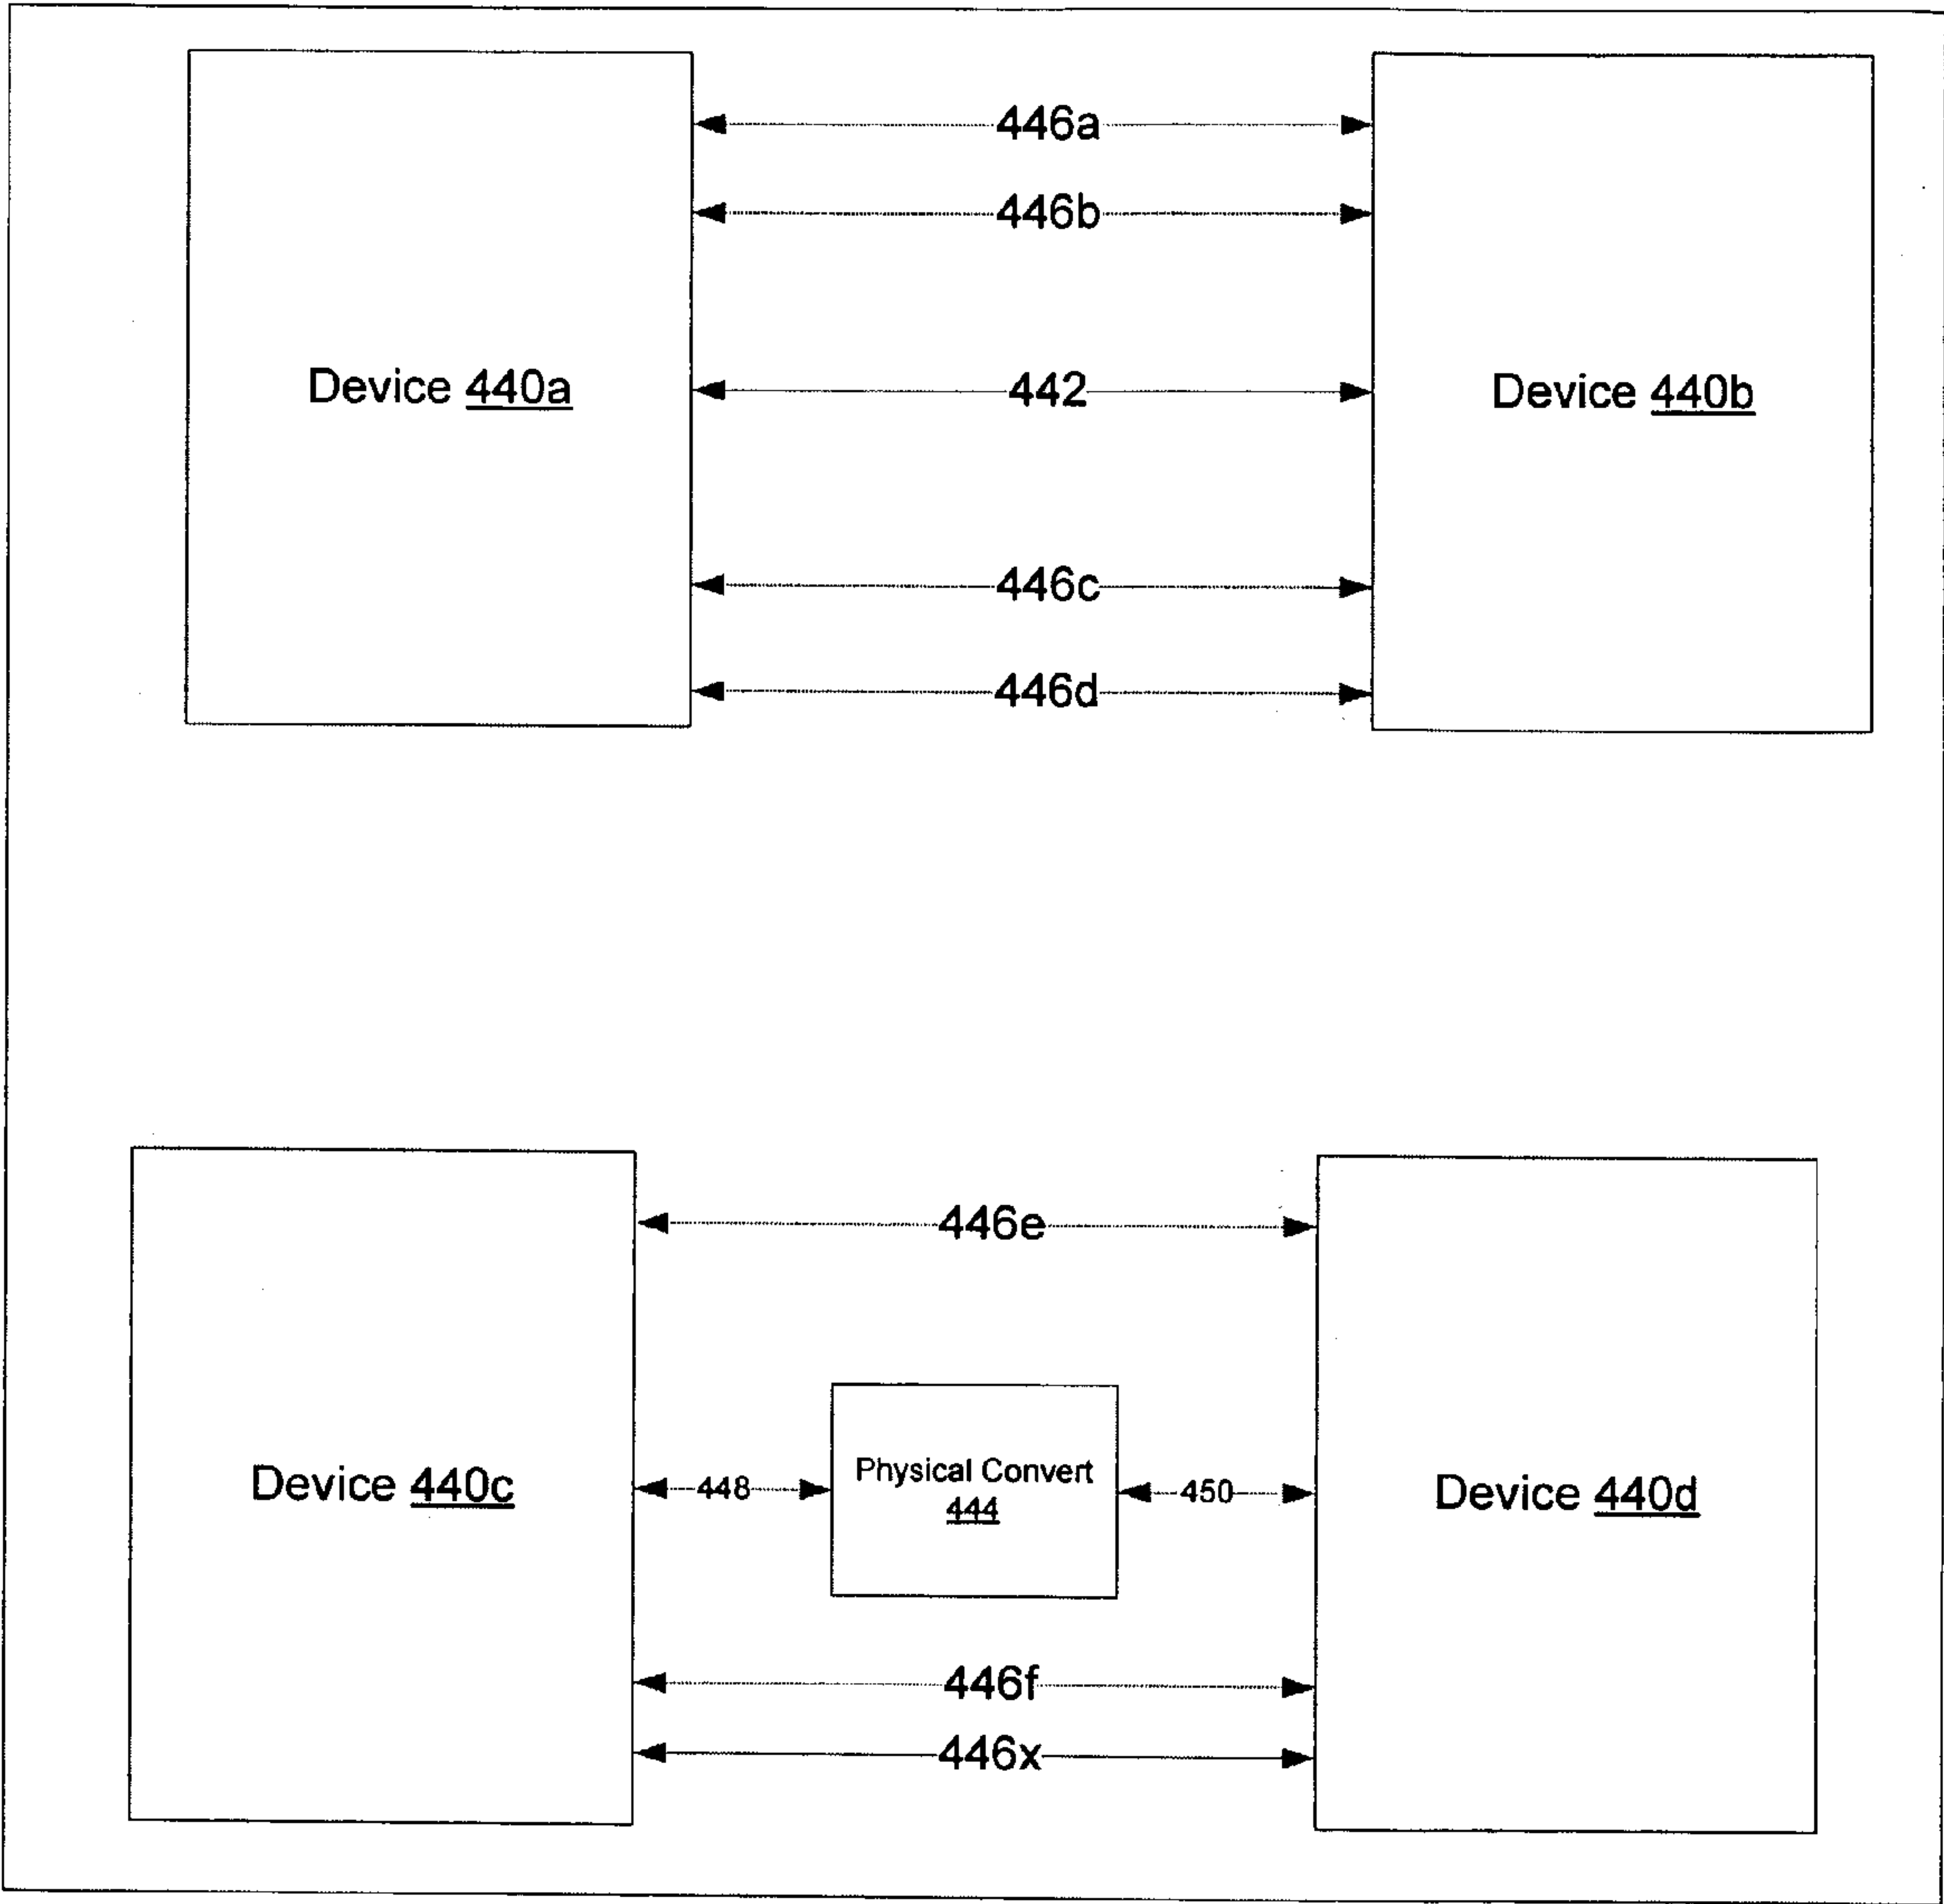 446a
446b
Device 440a
442
Device 440b
446c
446d
446e
Device 440c
448
Physical Convert
444
450
Device 440d
446f
446x